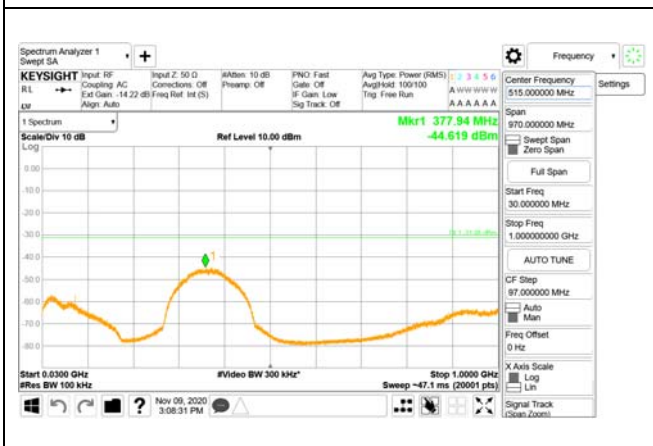 Spectrum Analyzer 1
Swept SA
+
Frequency
KEYSIGHT
RL
Input: RF
Coupling: AC
Ext Gain: -14.22 dB
Align: Auto
Input Z: 50 Ω
Corrections: Off
Freq Ref: Int (S)
#Atten: 10 dB
Preamp: Off
PNO: Fast
Gate: Off
IF Gain: Low
Sig Track: Off
Avg Type: Power (RMS)
Avg|Hold: 100/100
Trig: Free Run
1 2 3 4 5 6
A W W W W W
A A A A A A
Center Frequency
515.000000 MHz
Settings
Span
970.000000 MHz
Swept Span
Zero Span
Full Span
Start Freq
30.000000 MHz
Stop Freq
1.000000000 GHz
AUTO TUNE
CF Step
97.000000 MHz
Auto
Man
Freq Offset
0 Hz
X Axis Scale
Log
Lin
Signal Track
(Span Zoom)
1 Spectrum
Mkr1 377.94 MHz
Scale/Div 10 dB
Ref Level 10.00 dBm
-44.619 dBm
Log
0.00
-10.0
-20.0
-30.0
-40.0
1
-50.0
-60.0
-70.0
-80.0
Start 0.0300 GHz
#Video BW 300 kHz*
Stop 1.0000 GHz
#Res BW 100 kHz
Sweep ~47.1 ms (20001 pts)
?
Nov 09, 2020
3:08:31 PM